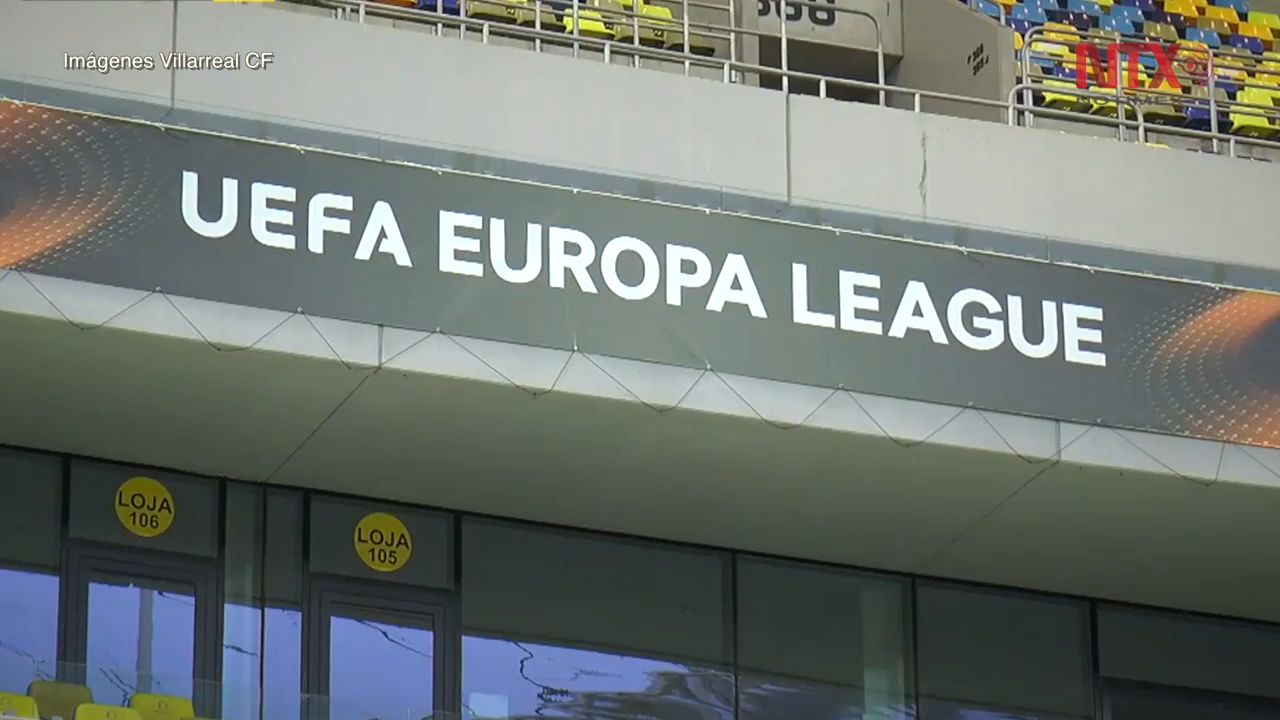 Imágenes Villarreal CF
NTX
UEFA EUROPA LEAGUE
LOJA
106
LOJA
105